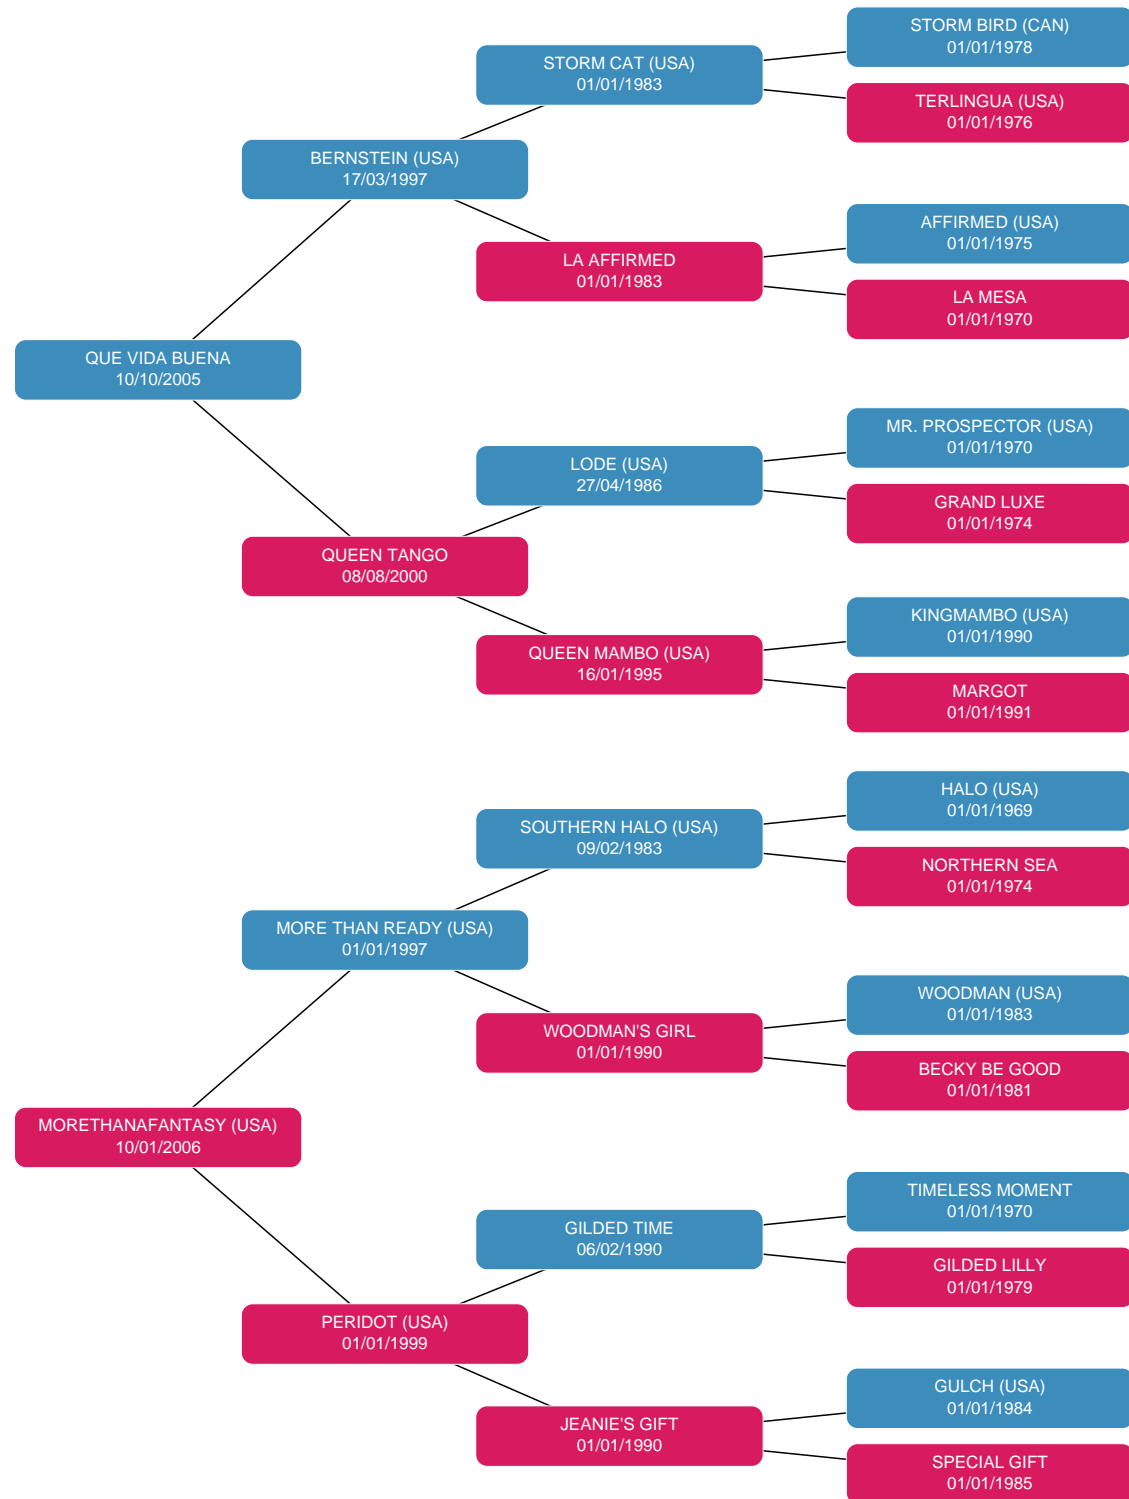 STORM BIRD (CAN)
01/01/1978
STORM CAT (USA)
01/01/1983
TERLINGUA (USA)
01/01/1976
BERNSTEIN (USA)
17/03/1997
AFFIRMED (USA)
01/01/1975
LA AFFIRMED
01/01/1983
LA MESA
01/01/1970
QUE VIDA BUENA
10/10/2005
MR. PROSPECTOR (USA)
01/01/1970
LODE (USA)
27/04/1986
GRAND LUXE
01/01/1974
QUEEN TANGO
08/08/2000
KINGMAMBO (USA)
01/01/1990
QUEEN MAMBO (USA)
16/01/1995
MARGOT
01/01/1991
HALO (USA)
01/01/1969
SOUTHERN HALO (USA)
09/02/1983
NORTHERN SEA
01/01/1974
MORE THAN READY (USA)
01/01/1997
WOODMAN (USA)
01/01/1983
WOODMAN'S GIRL
01/01/1990
BECKY BE GOOD
01/01/1981
MORETHANAFANTASY (USA)
10/01/2006
TIMELESS MOMENT
01/01/1970
GILDED TIME
06/02/1990
GILDED LILLY
01/01/1979
PERIDOT (USA)
01/01/1999
GULCH (USA)
01/01/1984
JEANIE'S GIFT
01/01/1990
SPECIAL GIFT
01/01/1985